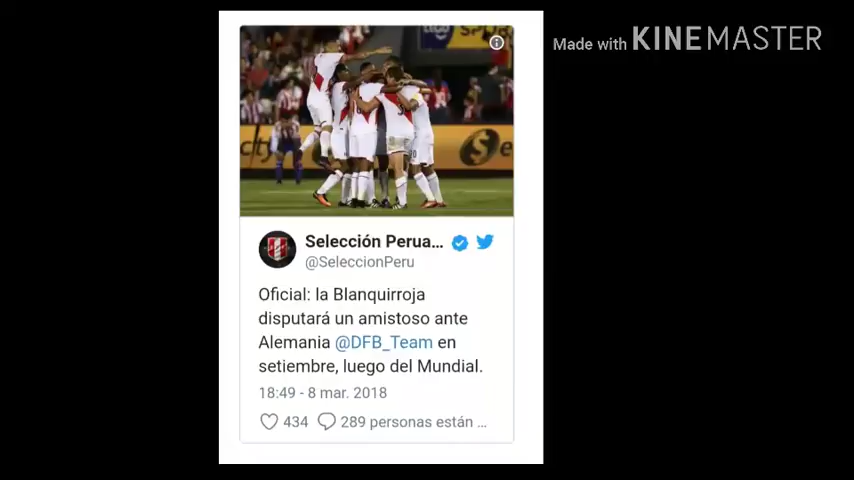 Made with KINEMASTER
Selección Perua...
@SeleccionPeru
Oficial: la Blanquirroja
disputará un amistoso ante
Alemania @DFB_Team en
setiembre, luego del Mundial.
18:49 - 8 mar. 2018
434 289 personas están ...